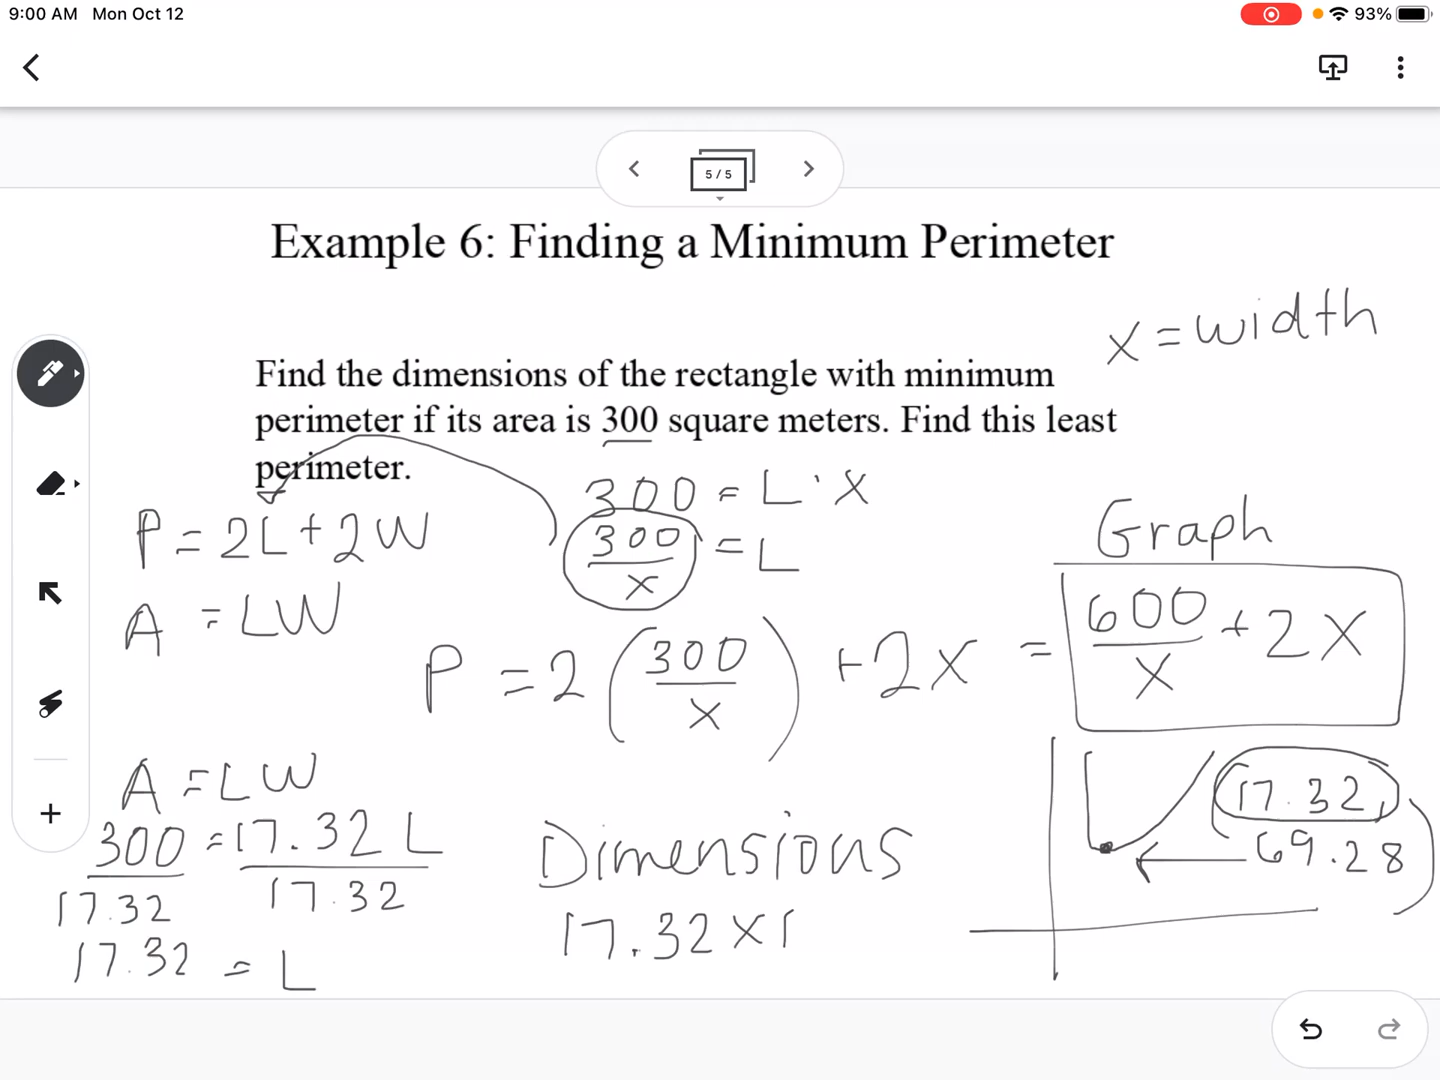 9:00 AM Mon Oct 12 93%
5 / 5
Example 6: Finding a Minimum Perimeter
x = width
Find the dimensions of the rectangle with minimum
perimeter if its area is 300 square meters. Find this least
perimeter.
300 = L · X
P = 2L + 2W
300/x = L
Graph
A = LW
P = 2(300/x) + 2x = 600/x + 2x
A = LW
300/17.32 = 17.32 L/17.32
17.32 = L
Dimensions
17.32 x 1
(17.32,
69.28)